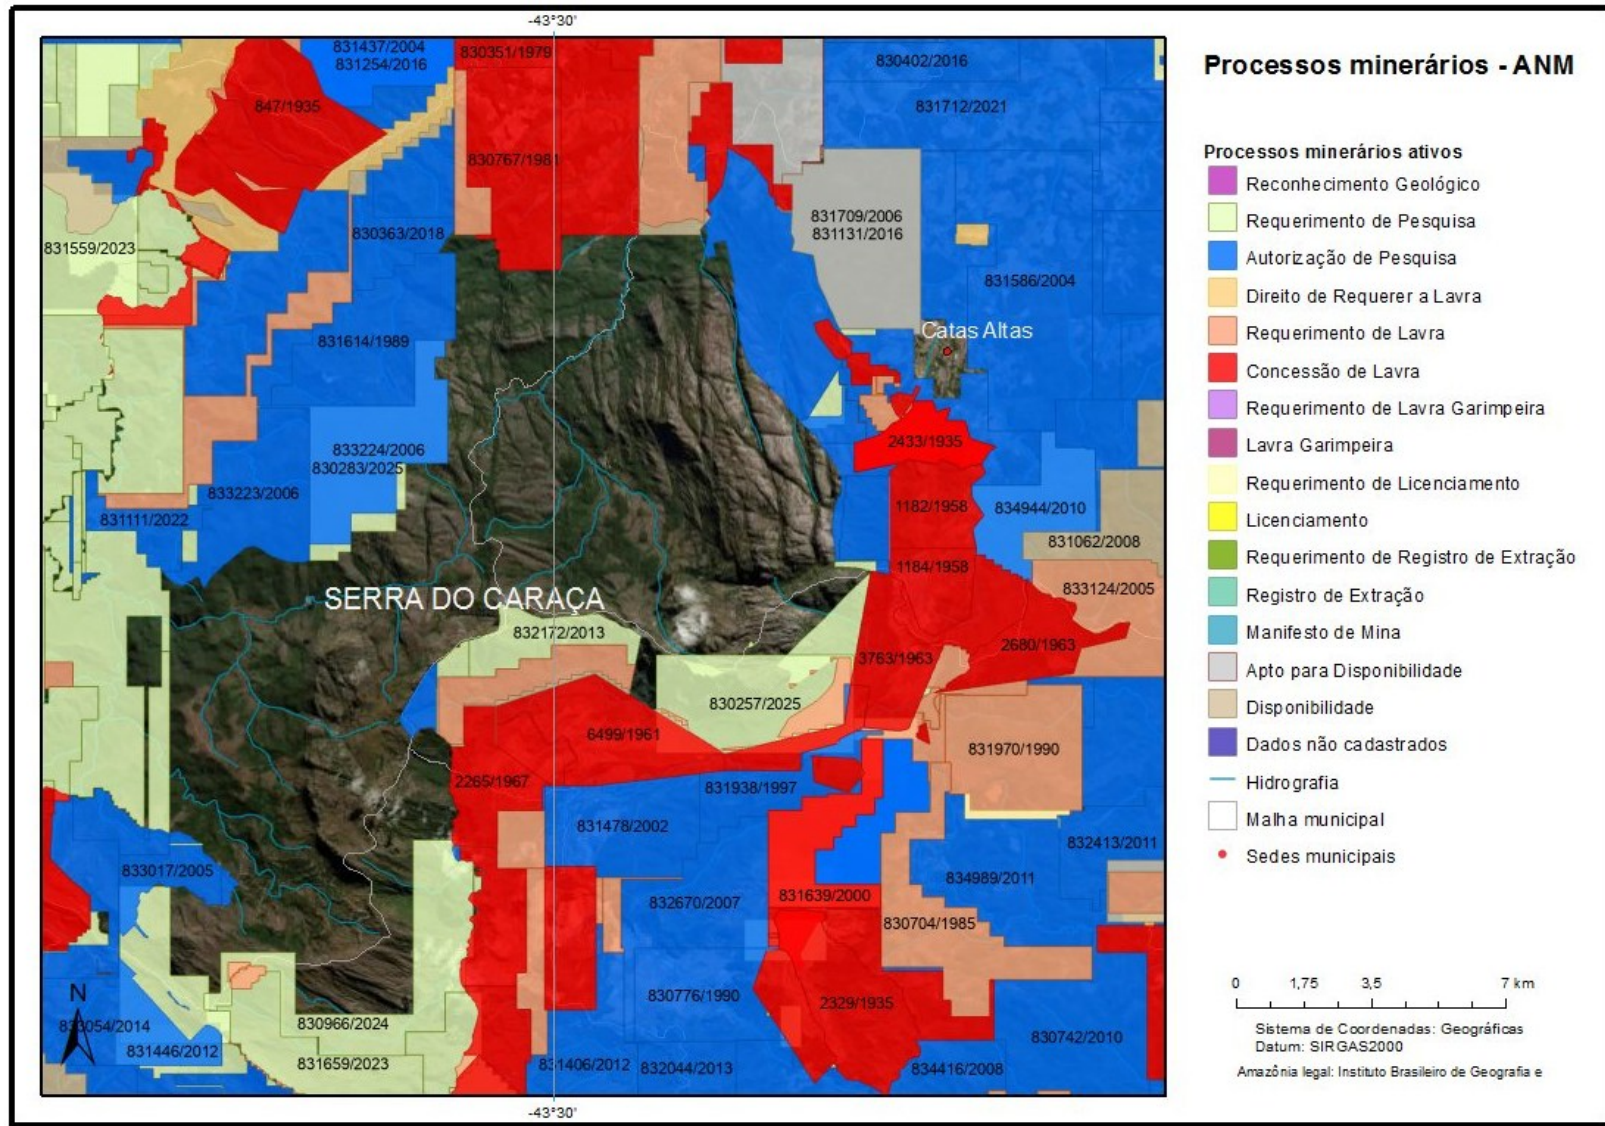 -43°30'
831437/2004
831254/2016
830351/1979
830402/2016
831712/2021
847/1935
830767/1981
831559/2023
830363/2018
831709/2006
831131/2016
831586/2004
831614/1989
Catas Altas
833224/2006
830283/2025
2433/1935
833223/2006
831111/2022
1182/1958
834944/2010
831062/2008
1184/1958
833124/2005
SERRA DO CARAÇA
832172/2013
2680/1963
3763/1963
830257/2025
6499/1961
831970/1990
2265/1967
831938/1997
831478/2002
832413/2011
833017/2005
834989/2011
832670/2007
831639/2000
830704/1985
830776/1990
2329/1935
N
833054/2014
830966/2024
830742/2010
831446/2012
831659/2023
831406/2012
832044/2013
834416/2008
-43°30'
Processos minerários - ANM
Processos minerários ativos
Reconhecimento Geológico
Requerimento de Pesquisa
Autorização de Pesquisa
Direito de Requerer a Lavra
Requerimento de Lavra
Concessão de Lavra
Requerimento de Lavra Garimpeira
Lavra Garimpeira
Requerimento de Licenciamento
Licenciamento
Requerimento de Registro de Extração
Registro de Extração
Manifesto de Mina
Apto para Disponibilidade
Disponibilidade
Dados não cadastrados
Hidrografia
Malha municipal
Sedes municipais
0 1,75 3,5 7 km
Sistema de Coordenadas: Geográficas
Datum: SIRGAS2000
Amazônia legal: Instituto Brasileiro de Geografia e